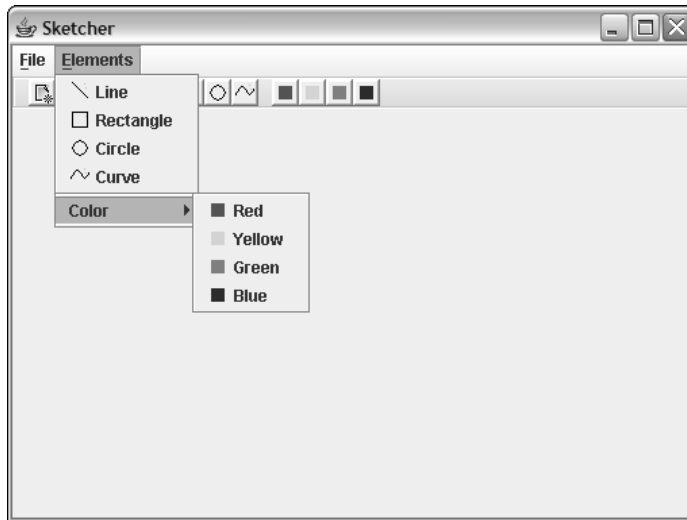 Sketcher
File Elements
Line
Rectangle
Circle
Curve
Color
Red
Yellow
Green
Blue